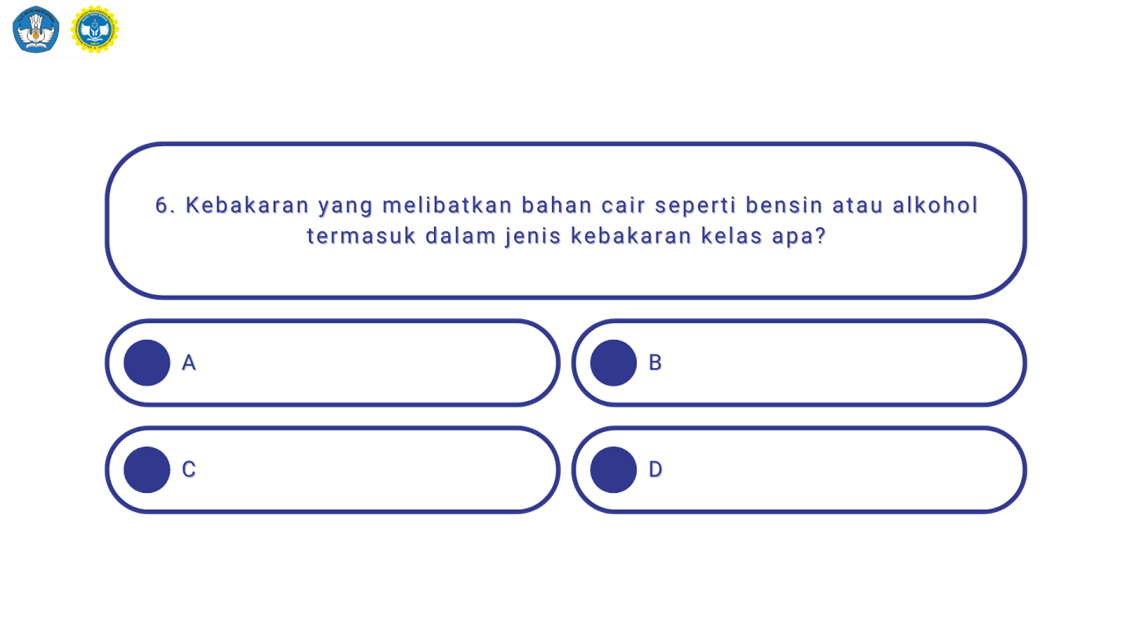 6. Kebakaran yang melibatkan bahan cair seperti bensin atau alkohol
termasuk dalam jenis kebakaran kelas apa?
A
B
C
D